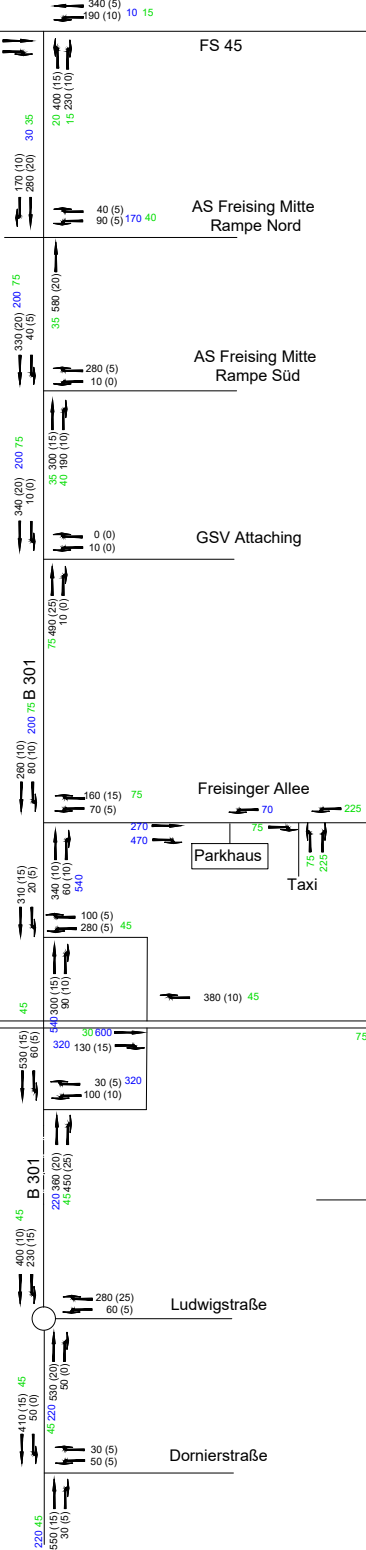 340 (5)
190 (10) 10 15
FS 45
20 400 (15)
15 230 (10)
30 35
170 (10)
280 (20)
40 (5)
90 (5) 170 40
AS Freising Mitte
Rampe Nord
35 580 (20)
200 75
330 (20)
40 (5)
AS Freising Mitte
Rampe Süd
280 (5)
10 (0)
35 300 (15)
40 190 (10)
200 75
340 (20)
10 (0)
0 (0)
10 (0)
GSV Attaching
75 490 (25)
10 (0)
B 301
200 75
260 (10)
80 (10)
160 (15) 75
70 (5)
Freisinger Allee
70
225
270
470
75
Parkhaus
75
225
Taxi
340 (10)
60 (10)
540
310 (15)
20 (5)
100 (5)
280 (5) 45
540 300 (15)
90 (10)
380 (10) 45
45
530 (15)
60 (5)
30 600
320 130 (15)
75
30 (5) 320
100 (10)
220 360 (20)
45 450 (25)
B 301
45
400 (10)
230 (15)
280 (25)
60 (5)
Ludwigstraße
45 220 530 (20)
50 (0)
45
410 (15)
50 (0)
30 (5)
50 (5)
Dornierstraße
220 45
550 (15)
30 (5)